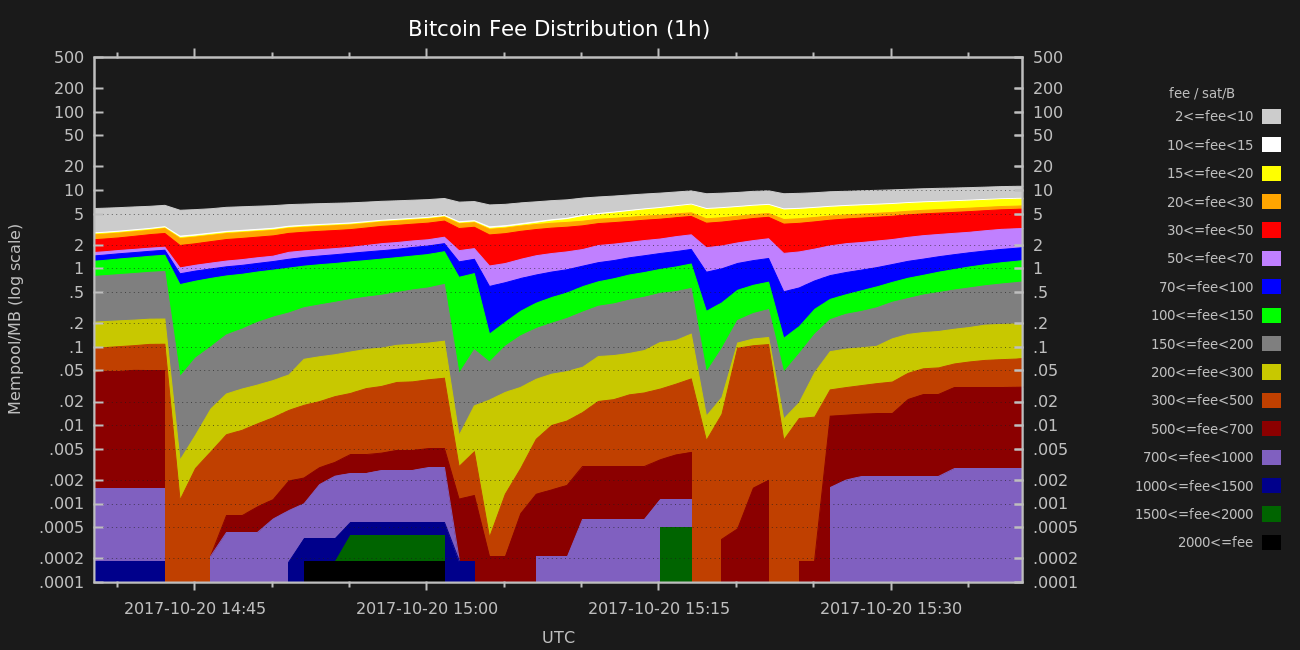 Bitcoin Fee Distribution (1h)
500 500
200 200
100 100
50 50
20 20
10 10
5 5
2 2
1 1
.5 .5
.2 .2
.1 .1
.05 .05
.02 .02
.01 .01
.005 .005
.002 .002
.001 .001
.0005 .0005
.0002 .0002
.0001 .0001
Mempool/MB (log scale)
2017-10-20 14:45 2017-10-20 15:00 2017-10-20 15:15 2017-10-20 15:30
UTC
fee / sat/B
2<=fee<10
10<=fee<15
15<=fee<20
20<=fee<30
30<=fee<50
50<=fee<70
70<=fee<100
100<=fee<150
150<=fee<200
200<=fee<300
300<=fee<500
500<=fee<700
700<=fee<1000
1000<=fee<1500
1500<=fee<2000
2000<=fee